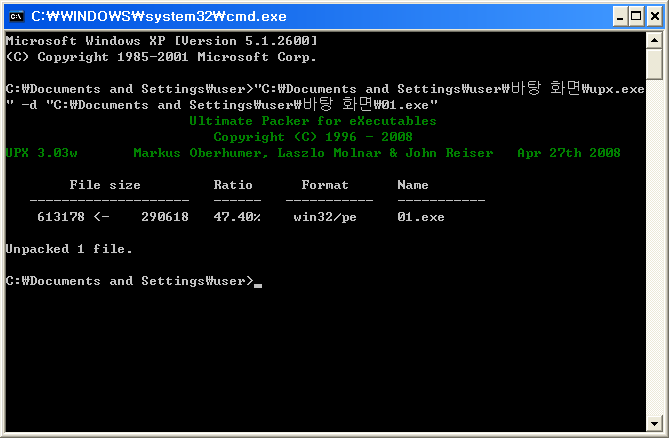 C:₩WINDOWS₩system32₩cmd.exe
Microsoft Windows XP [Version 5.1.2600]
(C) Copyright 1985-2001 Microsoft Corp.
C:₩Documents and Settings₩user>"C:₩Documents and Settings₩user₩바탕 화면₩upx.exe
" -d "C:₩Documents and Settings₩user₩바탕 화면₩01.exe"
Ultimate Packer for eXecutables
Copyright (C) 1996 - 2008
UPX 3.03w Markus Oberhumer, Laszlo Molnar & John Reiser Apr 27th 2008
File size Ratio Format Name
-------------------- ------ ----------- -----------
613178 <- 290618 47.40% win32/pe 01.exe
Unpacked 1 file.
C:₩Documents and Settings₩user>_